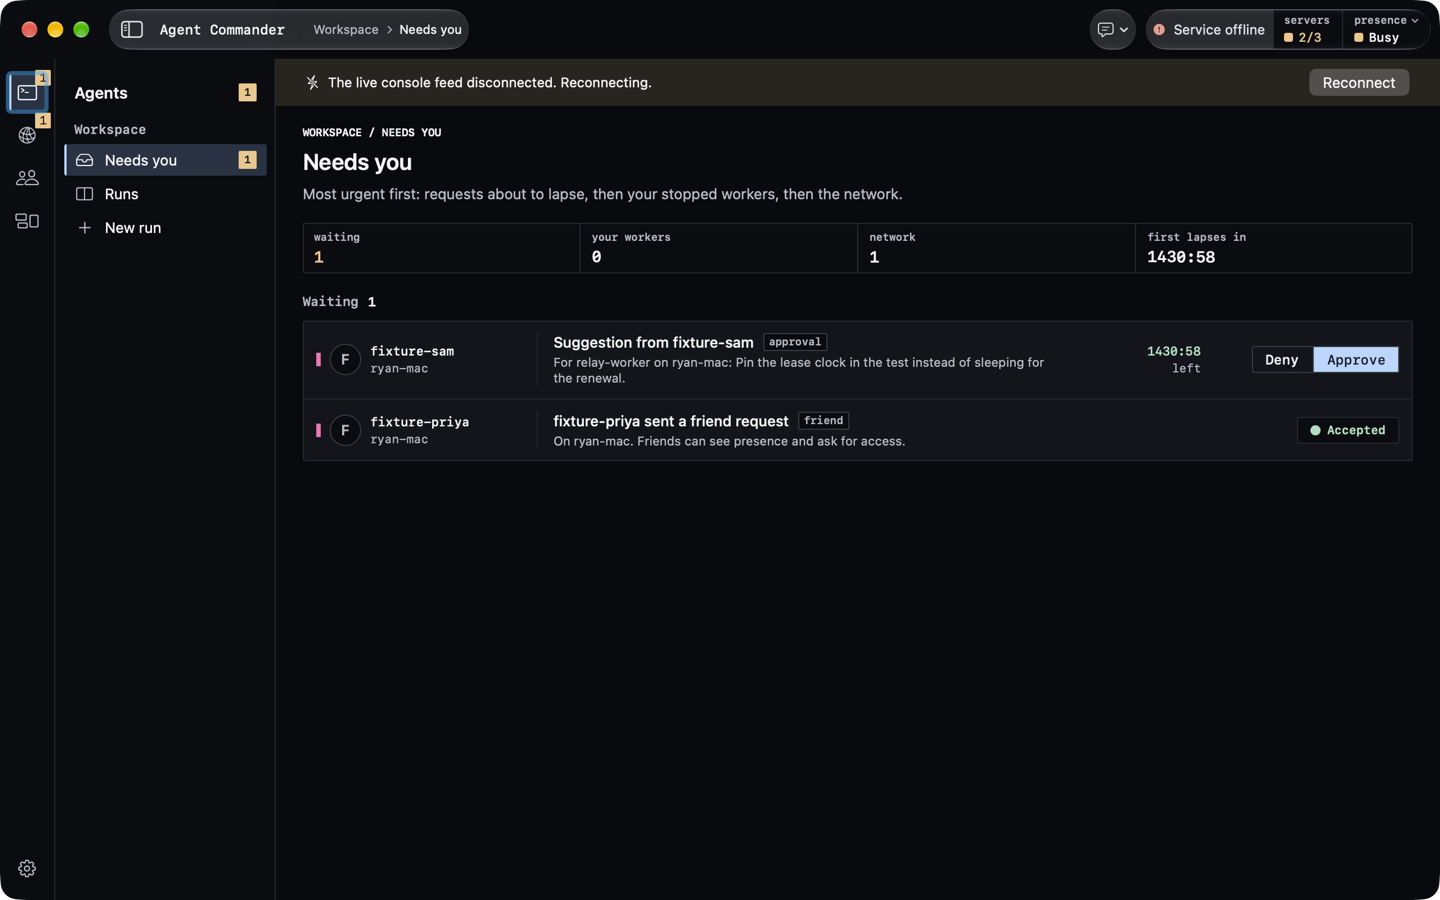 Agent Commander
Workspace > Needs you
Service offline
servers
2/3
presence
Busy
1
1
Agents
1
Workspace
Needs you
1
Runs
New run
The live console feed disconnected. Reconnecting.
Reconnect
WORKSPACE / NEEDS YOU
Needs you
Most urgent first: requests about to lapse, then your stopped workers, then the network.
waiting
1
your workers
0
network
1
first lapses in
1430:58
Waiting 1
F
fixture-sam
ryan-mac
Suggestion from fixture-sam
approval
For relay-worker on ryan-mac: Pin the lease clock in the test instead of sleeping for
the renewal.
1430:58
left
Deny
Approve
F
fixture-priya
ryan-mac
fixture-priya sent a friend request
friend
On ryan-mac. Friends can see presence and ask for access.
Accepted